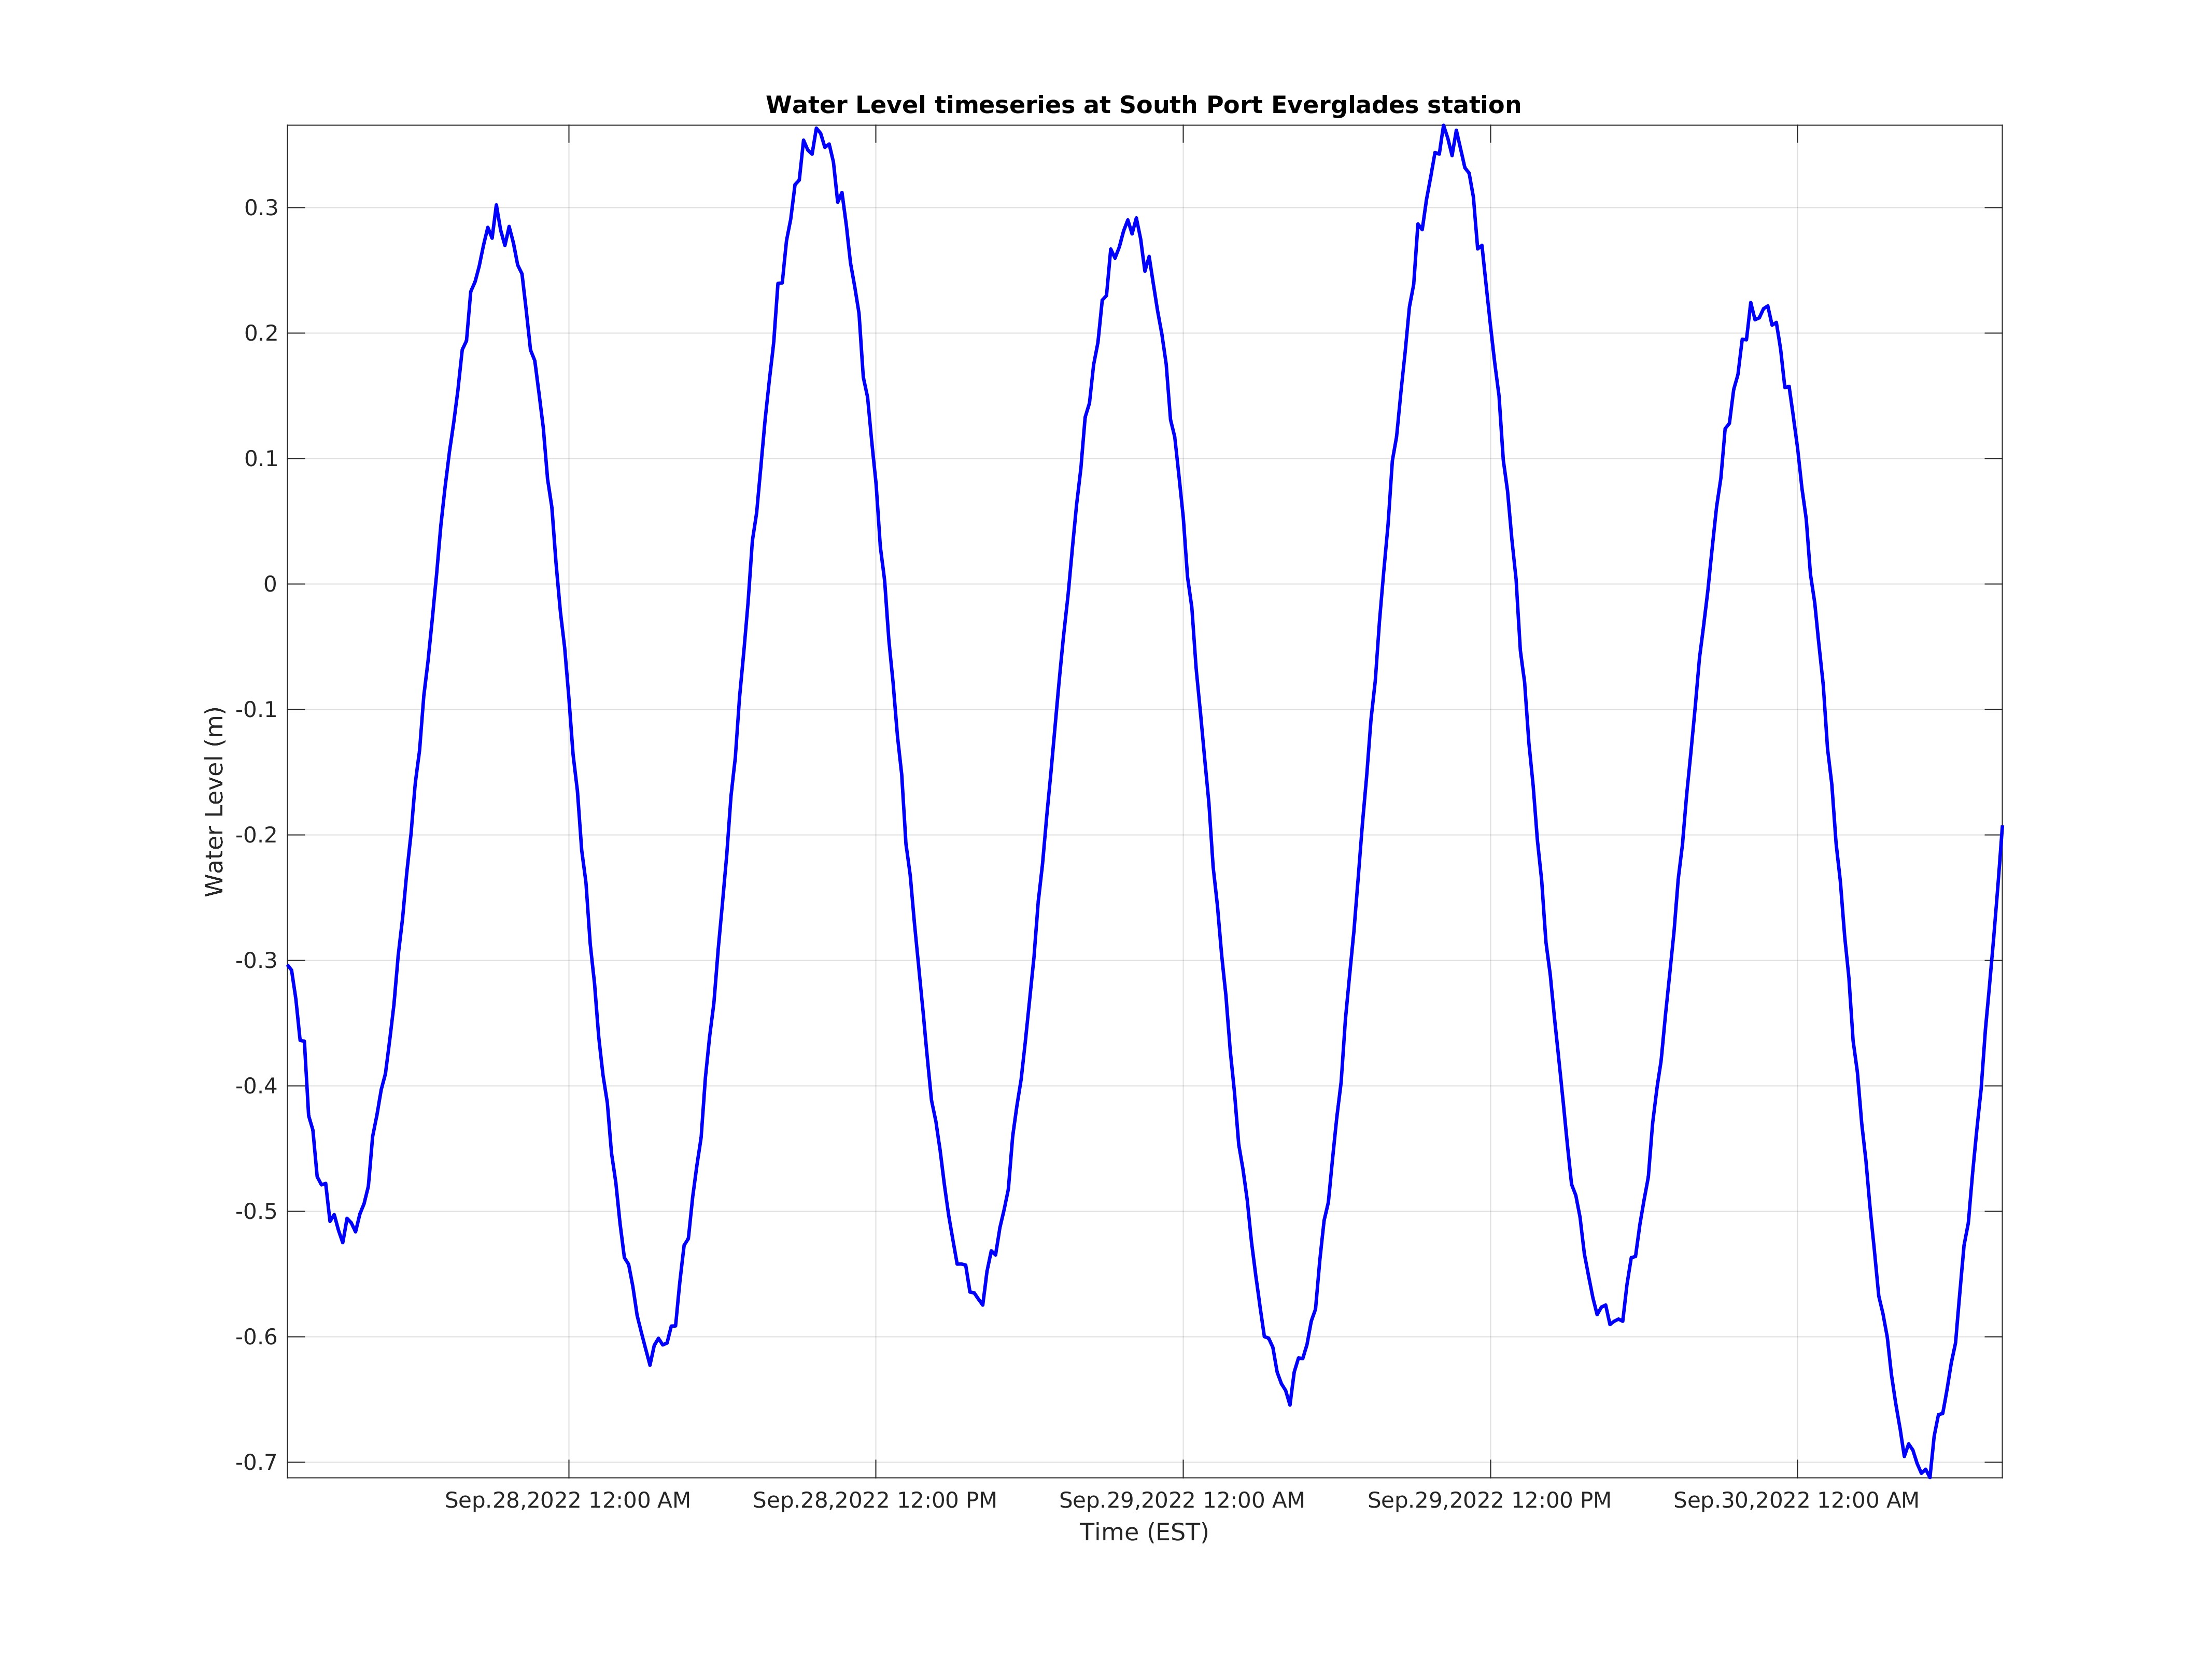 Water Level timeseries at South Port Everglades station
0.3
0.2
0.1
0
-0.1
-0.2
-0.3
-0.4
-0.5
-0.6
-0.7
Water Level (m)
Sep.28,2022 12:00 AM
Sep.28,2022 12:00 PM
Sep.29,2022 12:00 AM
Sep.29,2022 12:00 PM
Sep.30,2022 12:00 AM
Time (EST)